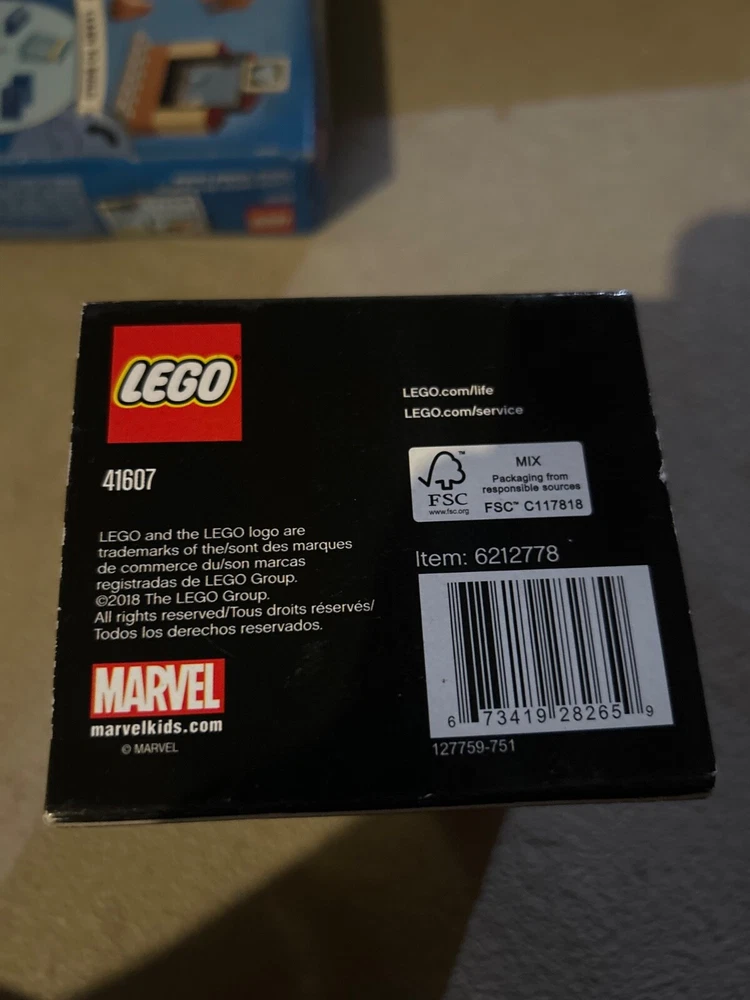 LEGO
41607
LEGO and the LEGO logo are
trademarks of the/sont des marques
de commerce du/son marcas
registradas de LEGO Group.
©2018 The LEGO Group.
All rights reserved/Tous droits réservés/
Todos los derechos reservados.
MARVEL
marvelkids.com
© MARVEL
LEGO.com/life
LEGO.com/service
FSC
www.fsc.org
MIX
Packaging from
responsible sources
FSC™ C117818
Item: 6212778
6 73419 28265 9
127759-751